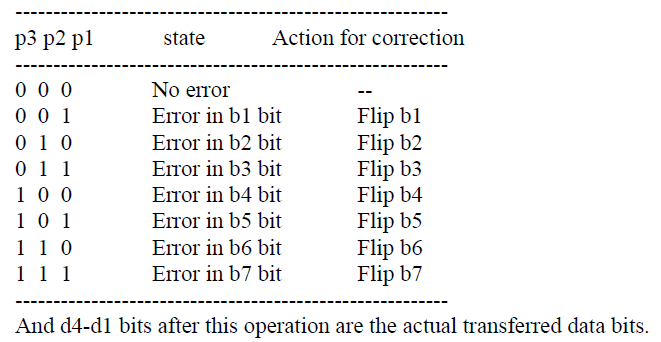 -------------------------------------------------------
p3 p2 p1 state Action for correction
-------------------------------------------------------
0 0 0 No error --
0 0 1 Error in b1 bit Flip b1
0 1 0 Error in b2 bit Flip b2
0 1 1 Error in b3 bit Flip b3
1 0 0 Error in b4 bit Flip b4
1 0 1 Error in b5 bit Flip b5
1 1 0 Error in b6 bit Flip b6
1 1 1 Error in b7 bit Flip b7
-------------------------------------------------------
And d4-d1 bits after this operation are the actual transferred data bits.